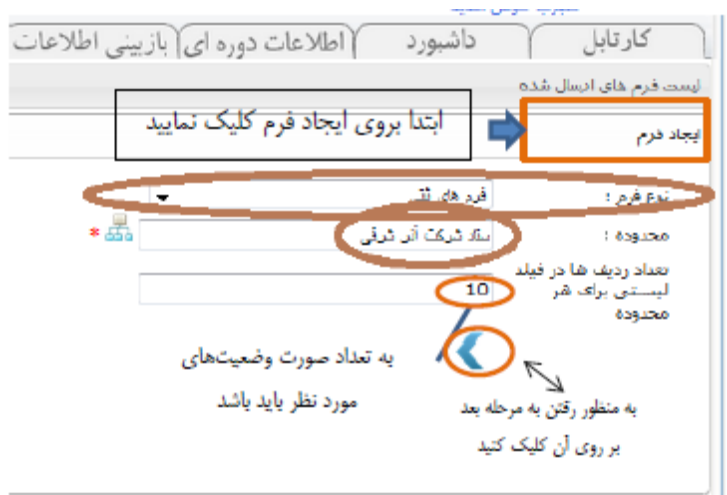 کارتابل
داشبورد
اطلاعات دوره ای
بازبینی اطلاعات
لیست فرم های ارسال شده
ایجاد فرم
ابتدا بروی ایجاد فرم کلیک نمایید
نوع فرم :
فرم های فنی
محدوده :
ستاد شرکت آذر شرقی
*
تعداد ردیف ها در فیلد
لیستی برای هر
محدوده
10
به تعداد صورت وضعیت‌های
مورد نظر باید باشد
به منظور رفتن به مرحله بعد
بر روی آن کلیک کنید